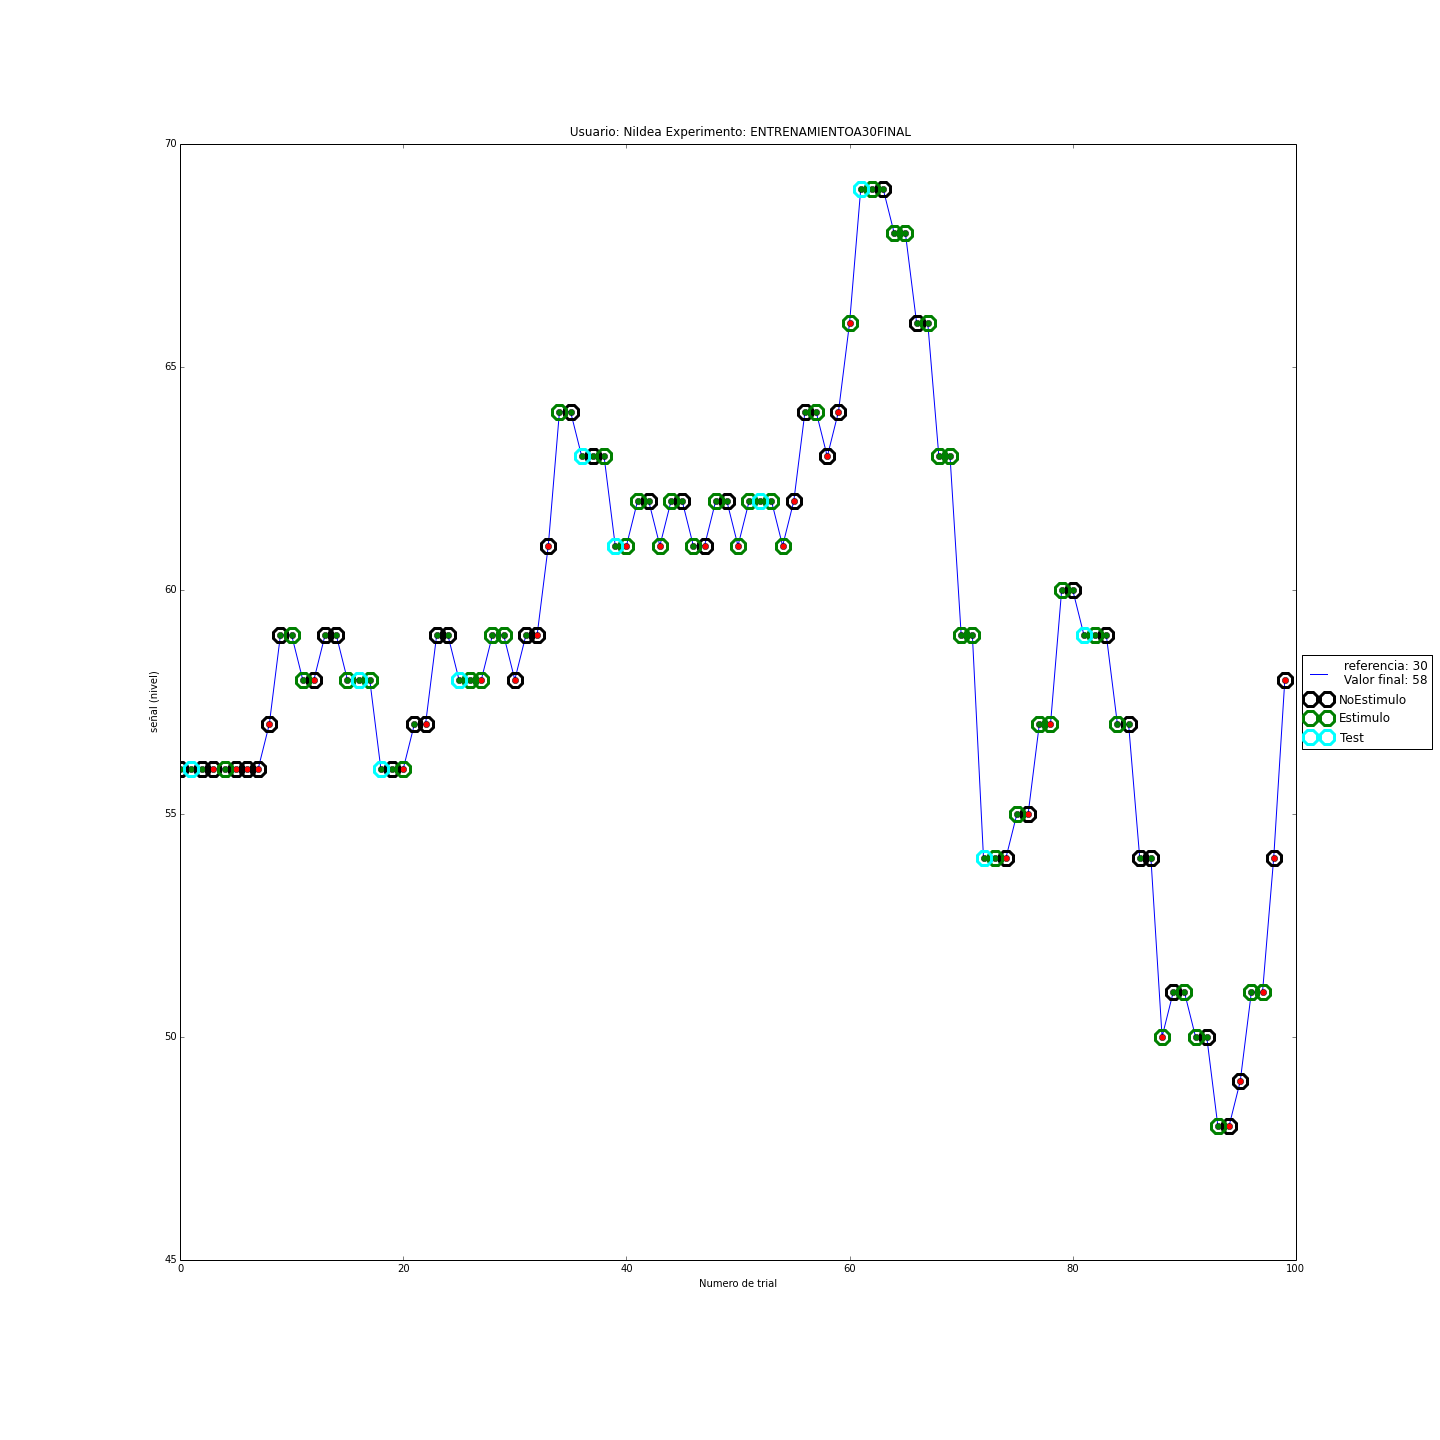 Usuario: Nildea Experimento: ENTRENAMIENTOA30FINAL
70
65
60
55
50
45
señal (nivel)
0 20 40 60 80 100
Numero de trial
referencia: 30
Valor final: 58
NoEstimulo
Estimulo
Test